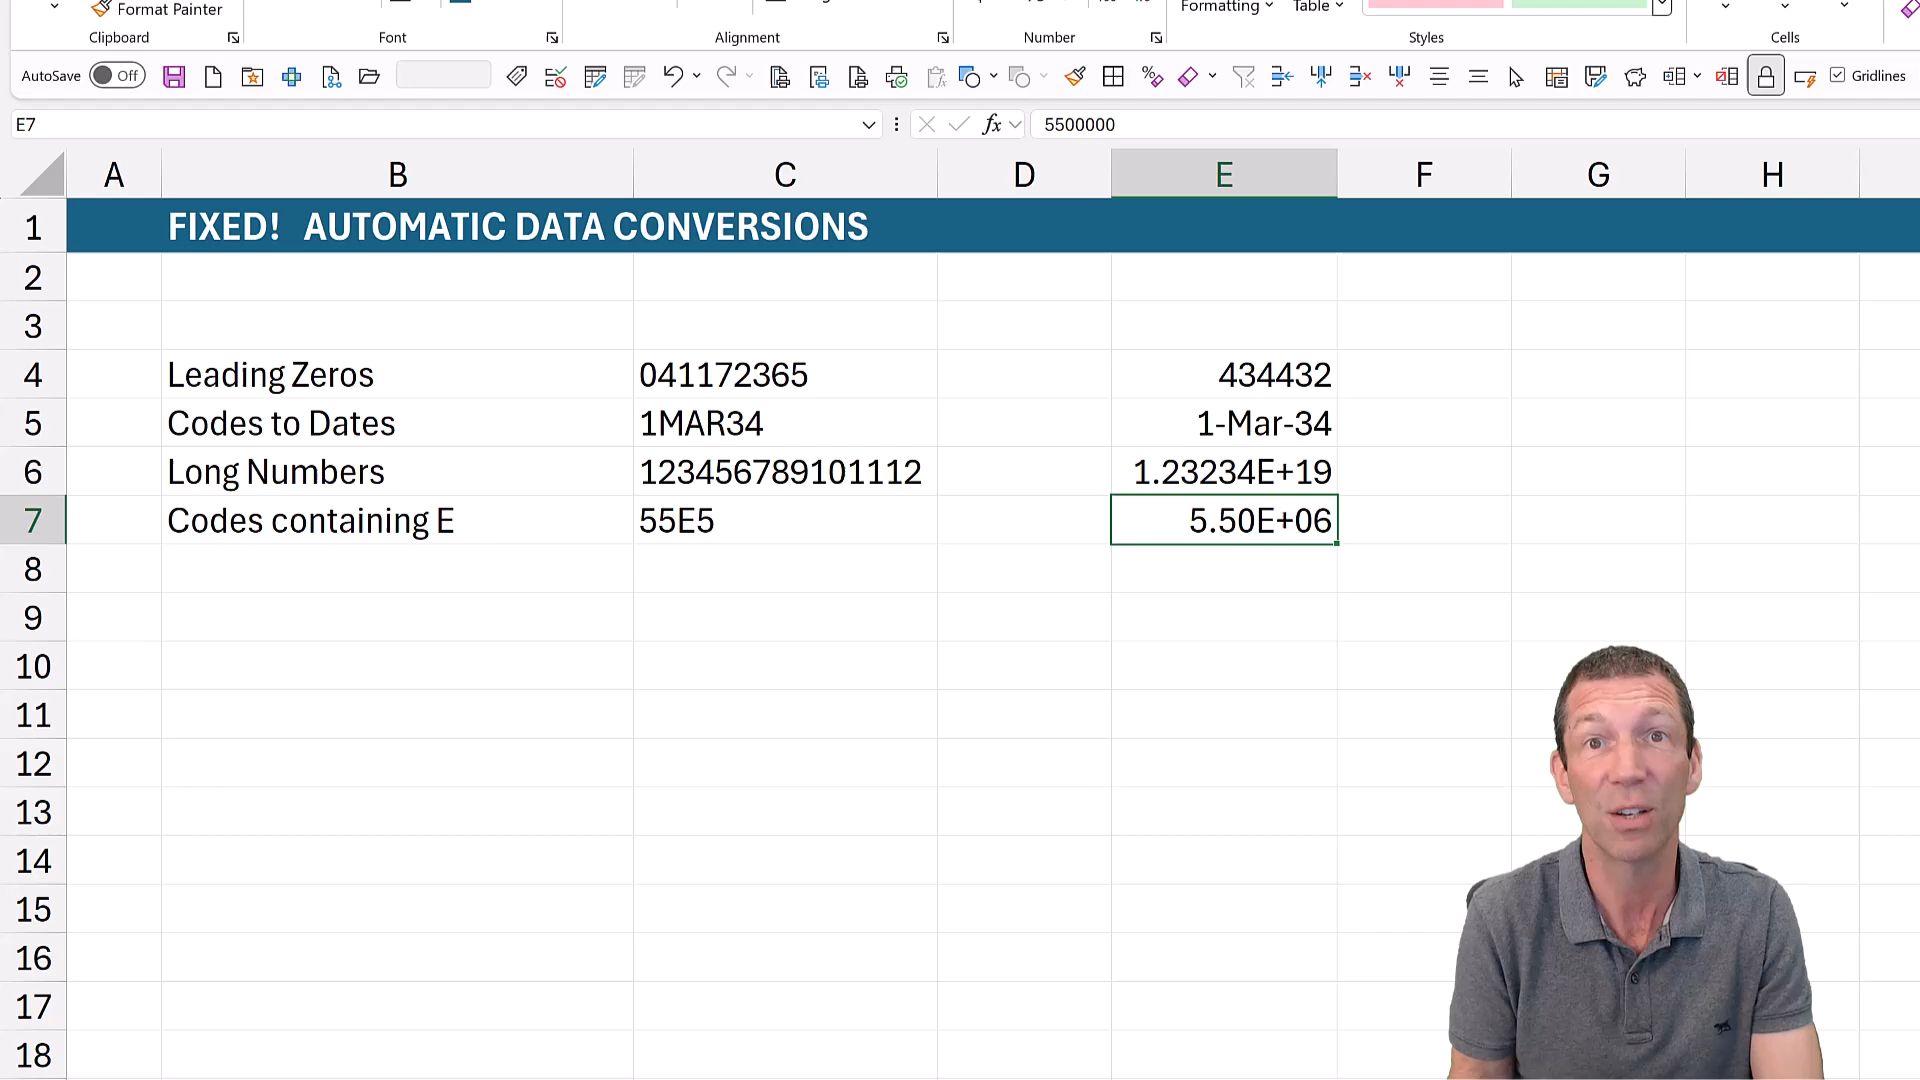 Format Painter
Formatting
Table
Clipboard
Font
Alignment
Number
Styles
Cells
AutoSave
Off
Gridlines
E7
fx
5500000
A B C D E F G H
1 FIXED! AUTOMATIC DATA CONVERSIONS
2
3
4 Leading Zeros 041172365 434432
5 Codes to Dates 1MAR34 1-Mar-34
6 Long Numbers 123456789101112 1.23234E+19
7 Codes containing E 55E5 5.50E+06
8
9
10
11
12
13
14
15
16
17
18